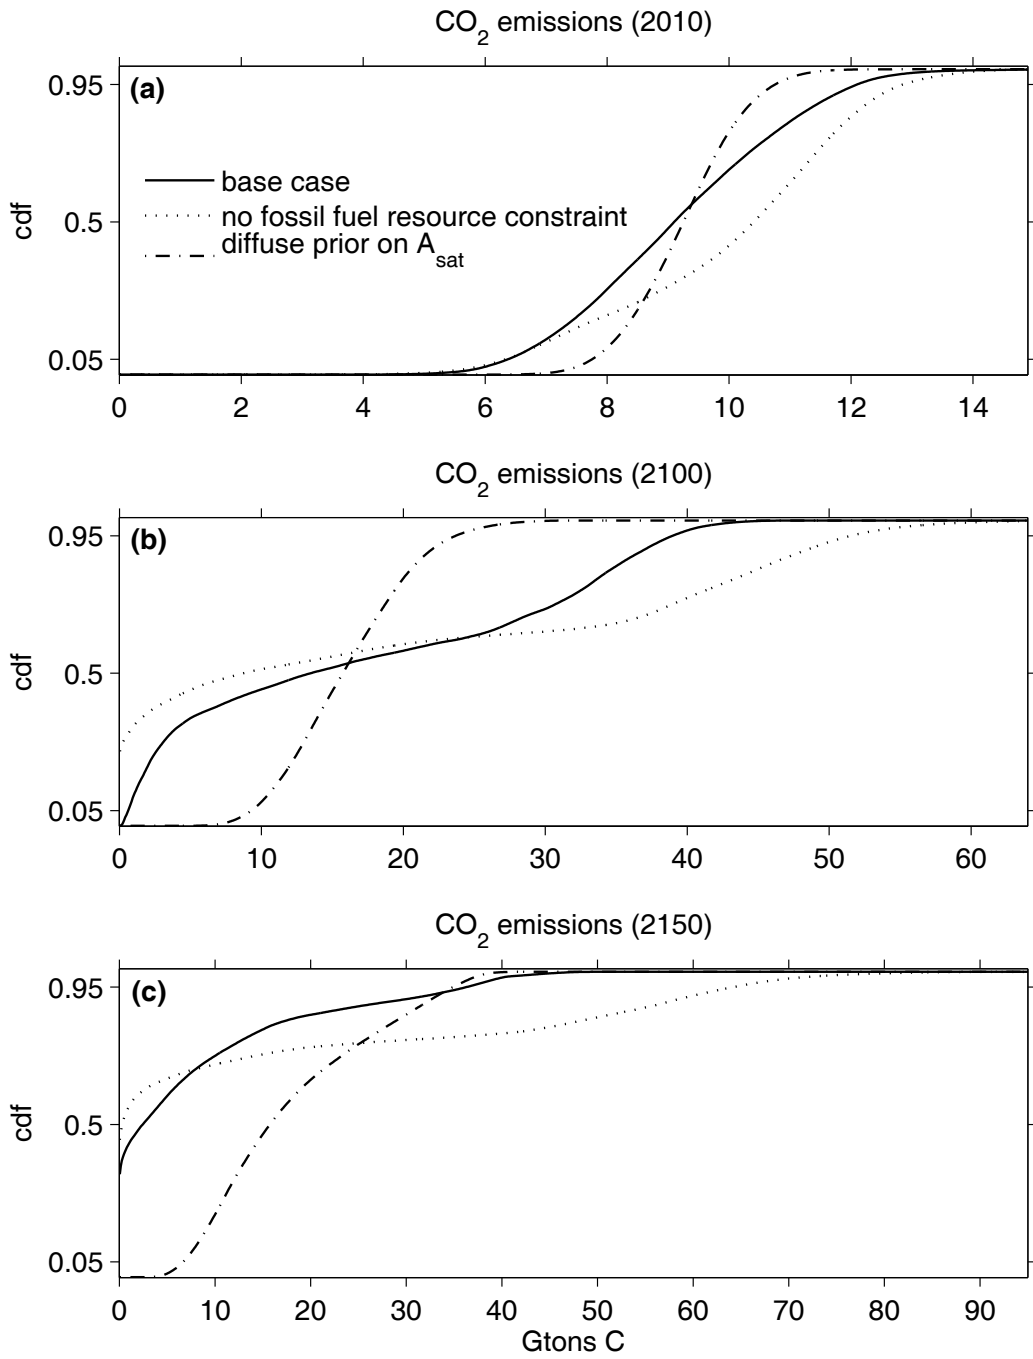 CO2 emissions (2010)
0.95
(a)
base case
no fossil fuel resource constraint
diffuse prior on Asat
cdf
0.5
0.05
0 2 4 6 8 10 12 14
CO2 emissions (2100)
0.95
(b)
cdf
0.5
0.05
0 10 20 30 40 50 60
CO2 emissions (2150)
0.95
(c)
cdf
0.5
0.05
0 10 20 30 40 50 60 70 80 90
Gtons C